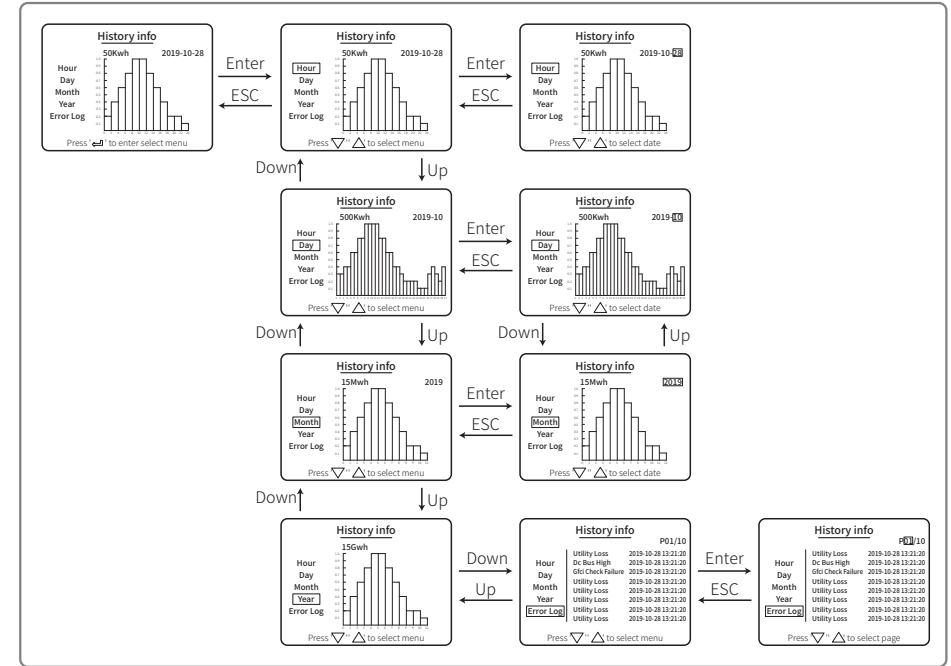 History info
50Kwh 2019-10-28
Hour
Day
Month
Year
Error Log
Press ' ' to enter select menu
Enter
ESC
History info
50Kwh 2019-10-28
Hour
Day
Month
Year
Error Log
Press " to select menu
Enter
ESC
History info
50Kwh 2019-10-28
Hour
Day
Month
Year
Error Log
Press " to select date
Down Up
History info
500Kwh 2019-10
Hour
Day
Month
Year
Error Log
Press " to select menu
Enter
ESC
History info
500Kwh 2019-10
Hour
Day
Month
Year
Error Log
Press " to select date
Down Up
Down Up
History info
15Mwh 2019
Hour
Day
Month
Year
Error Log
Press " to select menu
Enter
ESC
History info
15Mwh 2019
Hour
Day
Month
Year
Error Log
Press " to select date
Down Up
History info
15Gwh
Hour
Day
Month
Year
Error Log
Press " to select menu
Down
Up
History info
P01/10
Hour
Day
Month
Year
Error Log
Utility Loss 2019-10-28 13:21:20
Dc Bus High 2019-10-28 13:21:20
Gfci Check Failure 2019-10-28 13:21:20
Utility Loss 2019-10-28 13:21:20
Utility Loss 2019-10-28 13:21:20
Utility Loss 2019-10-28 13:21:20
Utility Loss 2019-10-28 13:21:20
Utility Loss 2019-10-28 13:21:20
Press " to select menu
Enter
ESC
History info
P01/10
Hour
Day
Month
Year
Error Log
Utility Loss 2019-10-28 13:21:20
Dc Bus High 2019-10-28 13:21:20
Gfci Check Failure 2019-10-28 13:21:20
Utility Loss 2019-10-28 13:21:20
Utility Loss 2019-10-28 13:21:20
Utility Loss 2019-10-28 13:21:20
Utility Loss 2019-10-28 13:21:20
Utility Loss 2019-10-28 13:21:20
Press " to select page